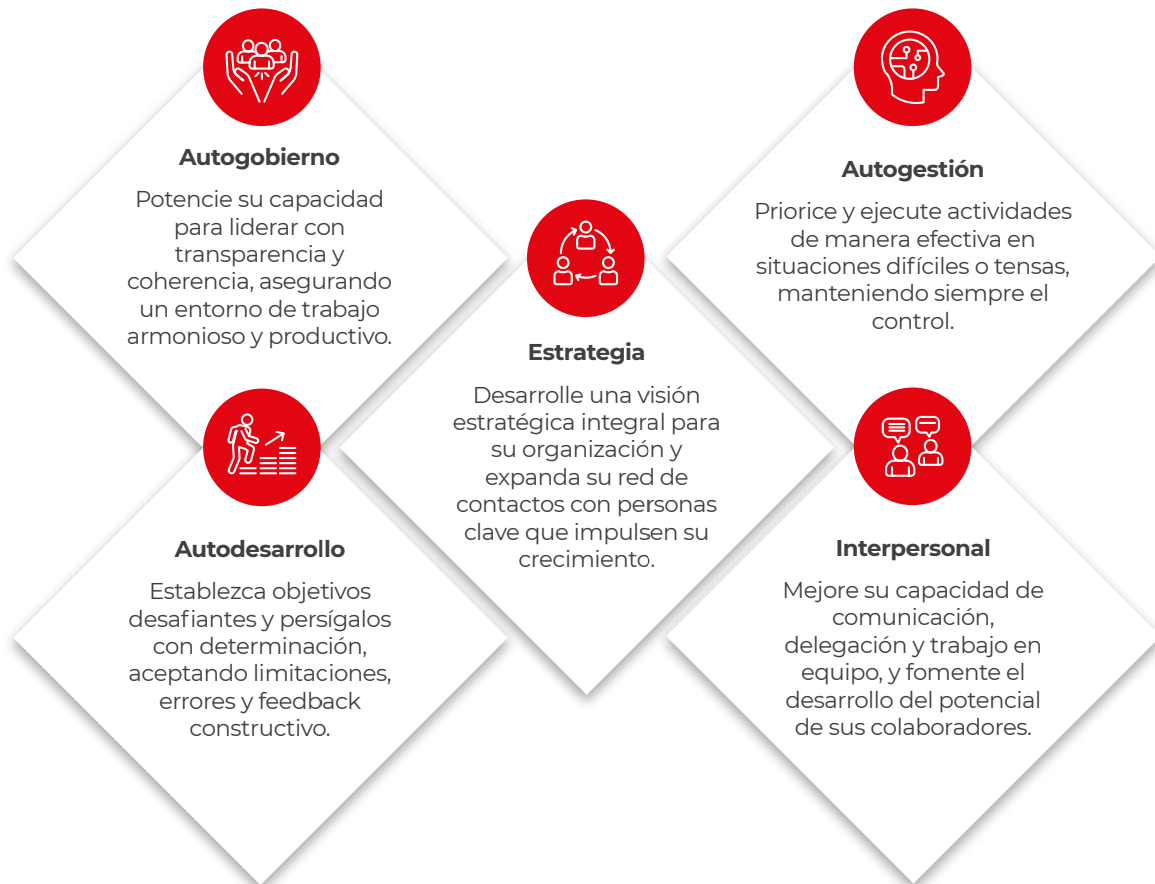 Autogobierno
Potencie su capacidad
para liderar con
transparencia y
coherencia, asegurando
un entorno de trabajo
armonioso y productivo.
Autogestión
Priorice y ejecute actividades
de manera efectiva en
situaciones difíciles o tensas,
manteniendo siempre el
control.
Estrategia
Desarrolle una visión
estratégica integral para
su organización y
expanda su red de
contactos con personas
clave que impulsen su
crecimiento.
Autodesarrollo
Establezca objetivos
desafiantes y persígalos
con determinación,
aceptando limitaciones,
errores y feedback
constructivo.
Interpersonal
Mejore su capacidad de
comunicación,
delegación y trabajo en
equipo, y fomente el
desarrollo del potencial
de sus colaboradores.